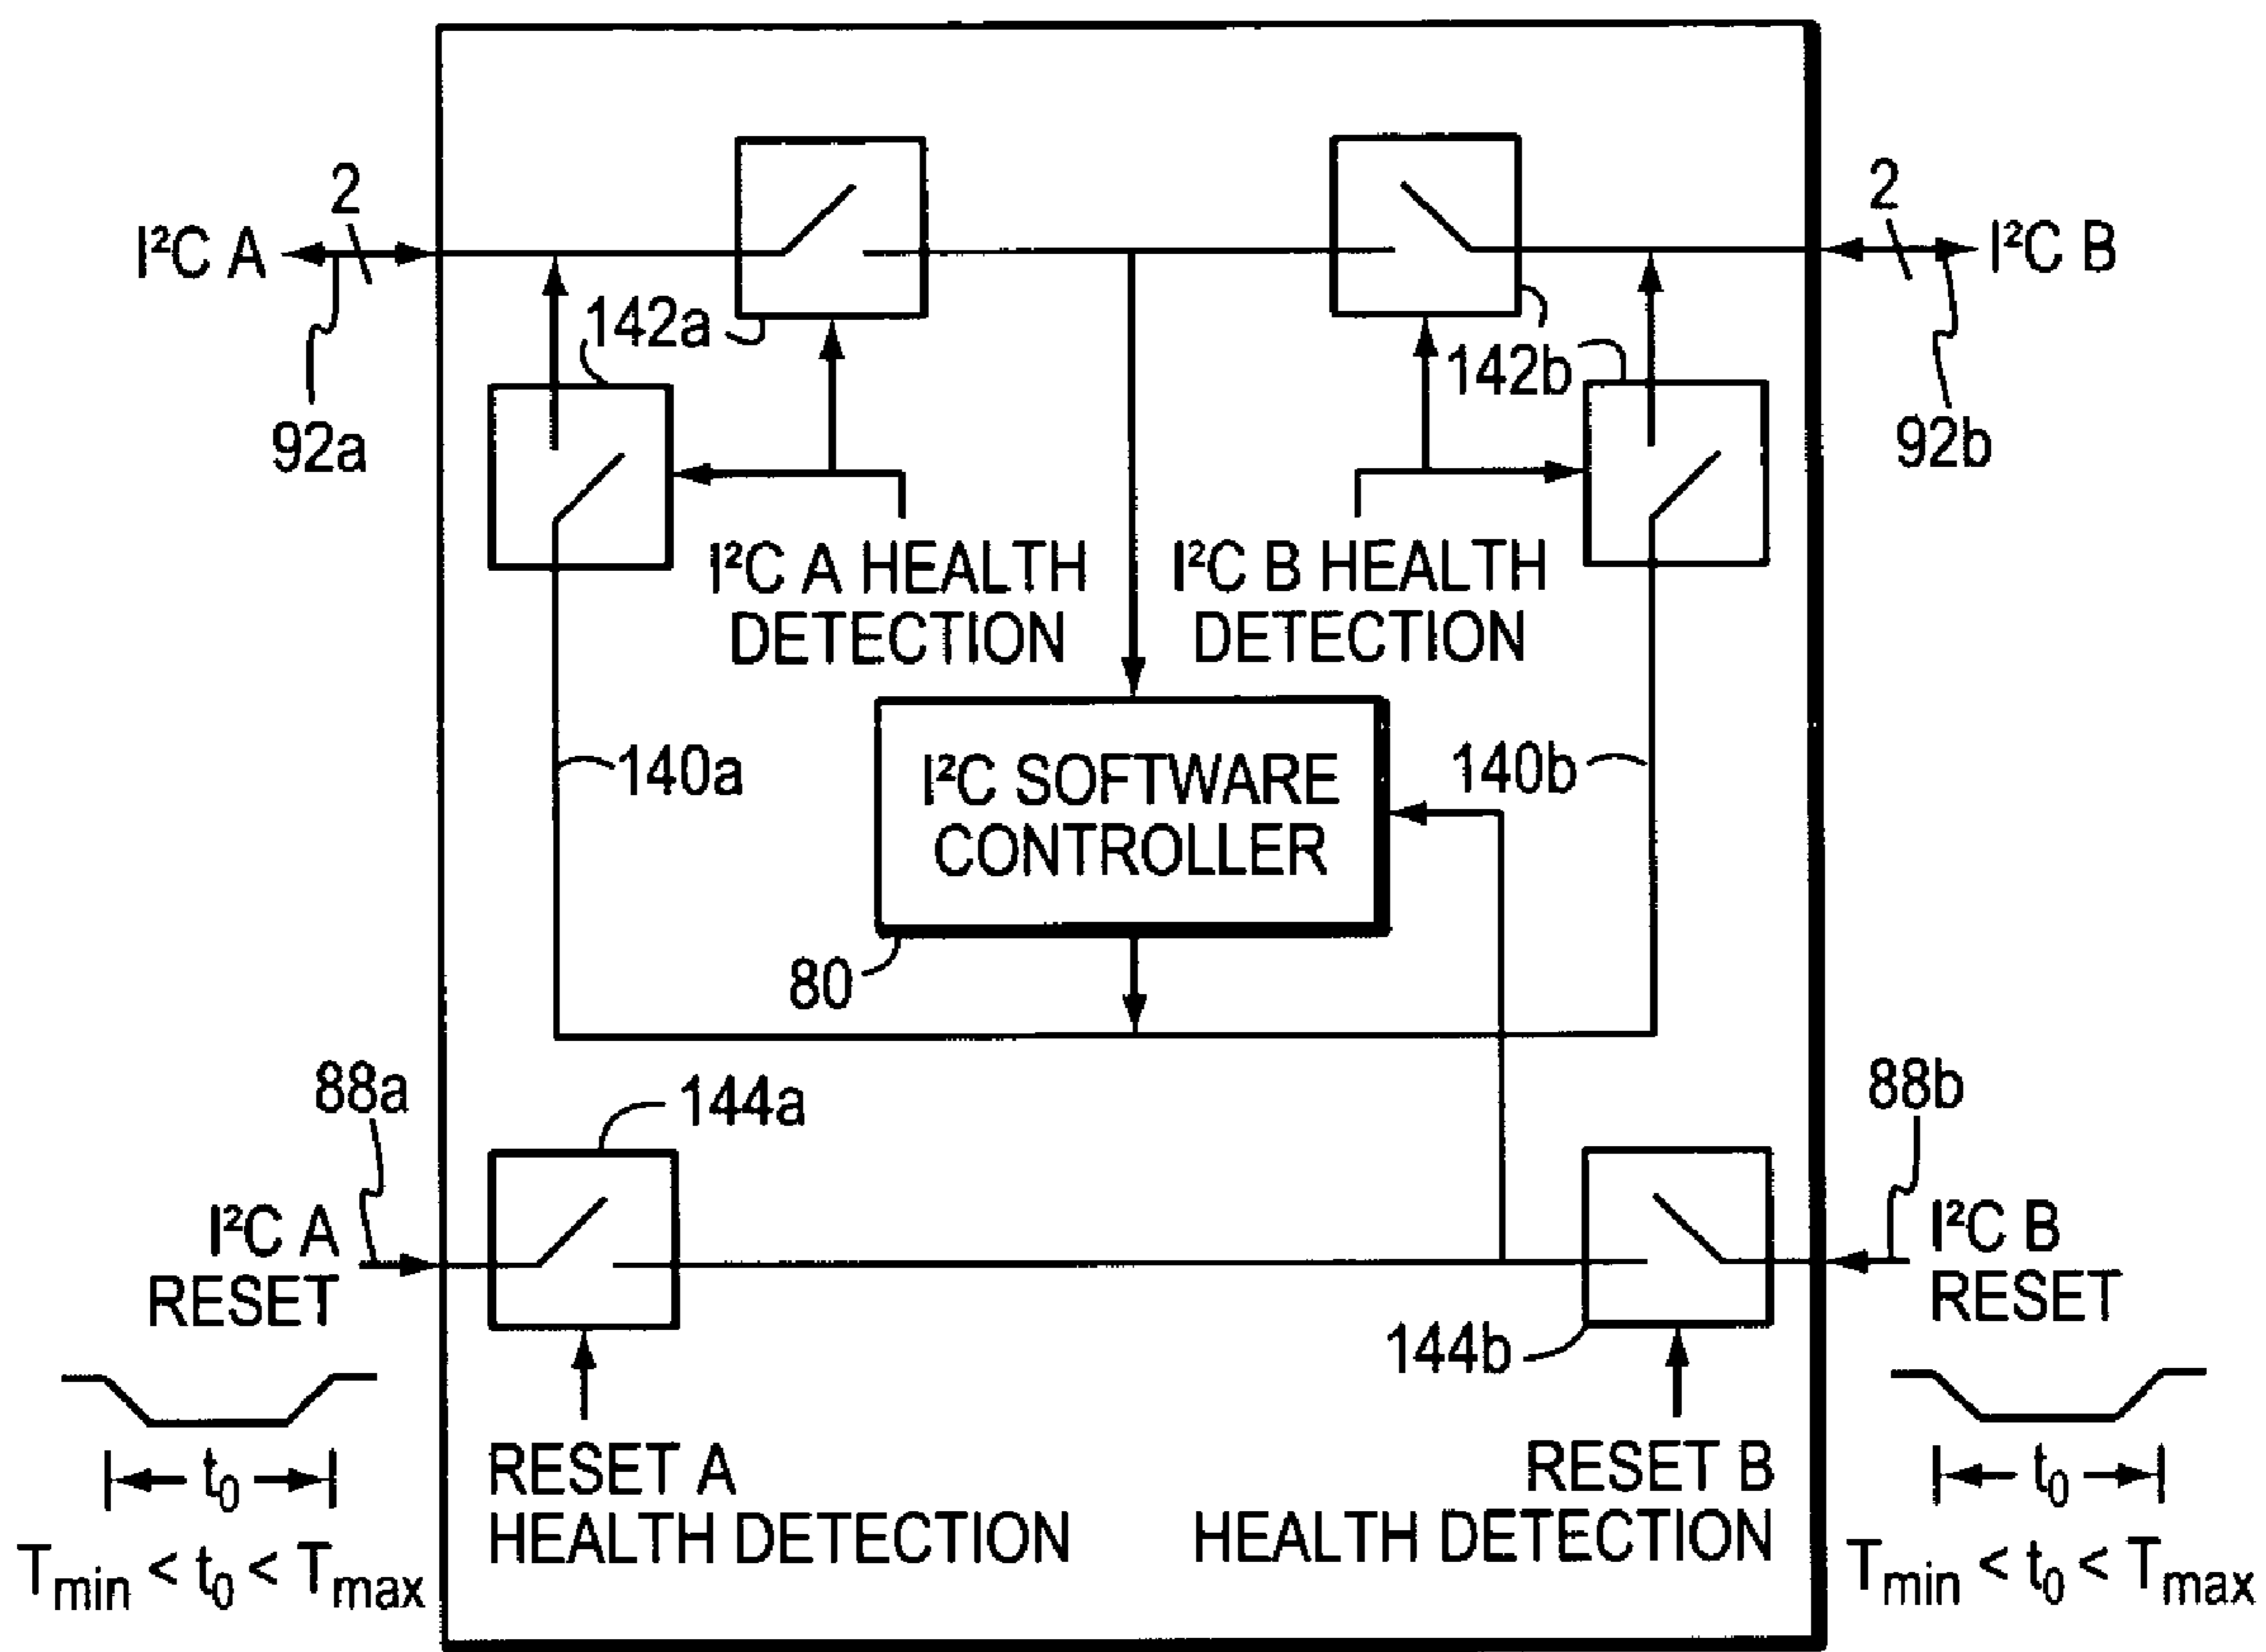 2
2
I²C A
I²C B
142a
142b
92a
92b
I²C A HEALTH
DETECTION
I²C B HEALTH
DETECTION
140a
I²C SOFTWARE
CONTROLLER
140b
80
88a
144a
88b
I²C A
RESET
I²C B
RESET
144b
t₀
RESET A
HEALTH DETECTION
RESET B
HEALTH DETECTION
t₀
Tmin < t₀ < Tmax
Tmin < t₀ < Tmax